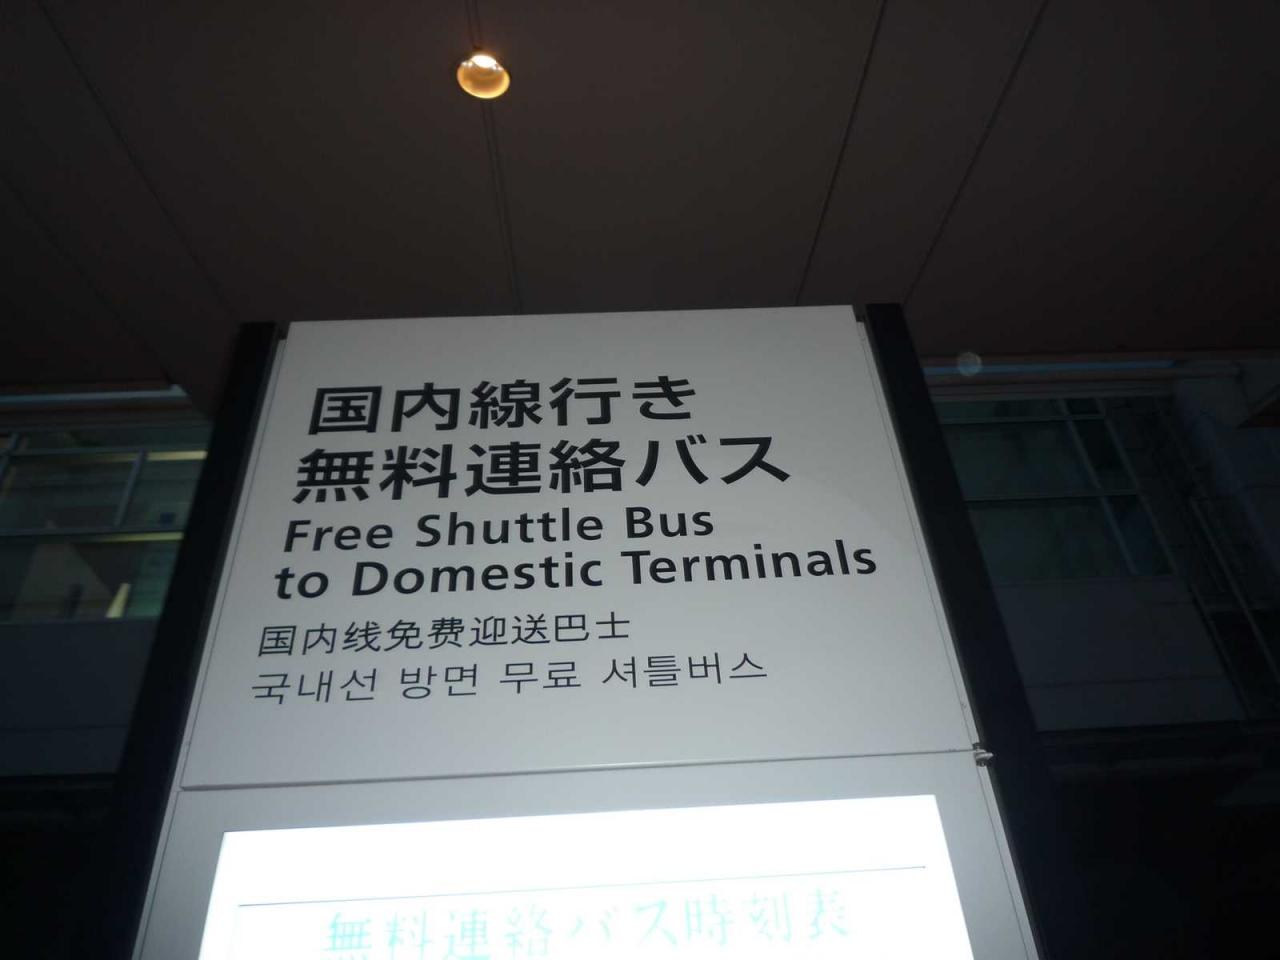 国内線行き
無料連絡バス
Free Shuttle Bus
to Domestic Terminals
国内线免费迎送巴士
국내선 방면 무료 셔틀버스
無料連絡バス時刻表